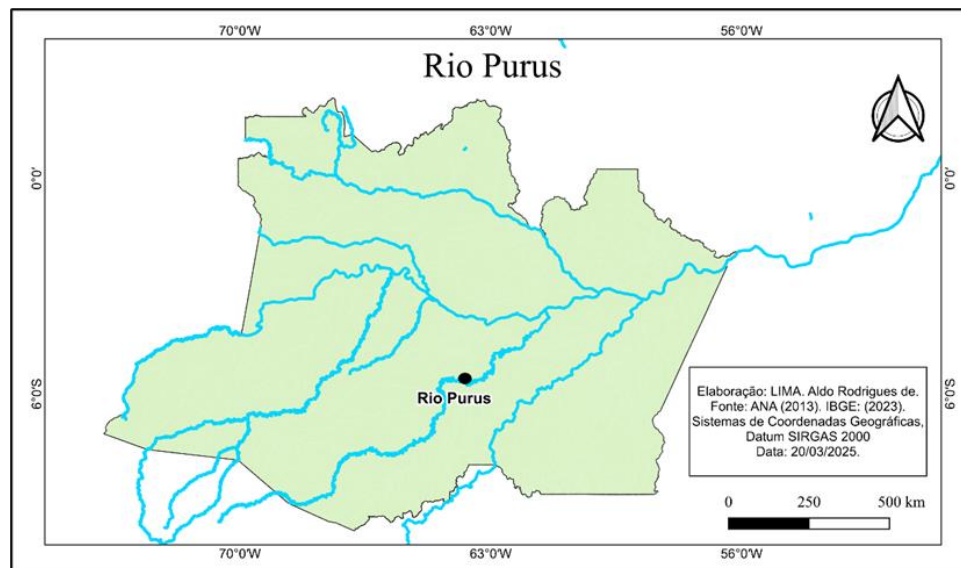 70°0'W 63°0'W 56°0'W
Rio Purus
0°0' 0°0'
Rio Purus
6°0'S 6°0'S
Elaboração: LIMA. Aldo Rodrigues de.
Fonte: ANA (2013). IBGE: (2023).
Sistemas de Coordenadas Geográficas,
Datum SIRGAS 2000
Data: 20/03/2025.
0 250 500 km
70°0'W 63°0'W 56°0'W